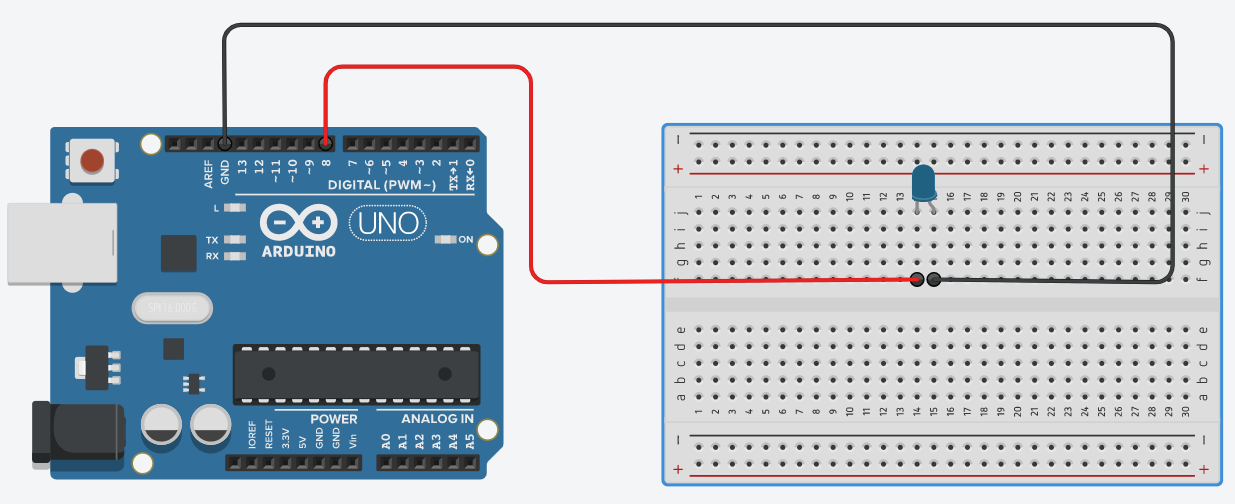 AREF
GND
13
12
~11
~10
~9
8
7
~6
~5
4
~3
2
TX→1
RX←0
DIGITAL (PWM~)
L
TX
RX
UNO
ON
ARDUINO
POWER
ANALOG IN
IOREF
RESET
3.3V
5V
GND
GND
Vin
A0
A1
A2
A3
A4
A5
− −
+ +
1 2 3 4 5 6 7 8 9 10 11 12 13 16 17 18 19 20 21 22 23 24 25 26 27 28 29 30
j j
i i
h h
g g
f f
e e
d d
c c
b b
a a
1 2 3 4 5 6 7 8 9 10 11 12 13 14 15 16 17 18 19 20 21 22 23 24 25 26 27 28 29 30
− −
+ +